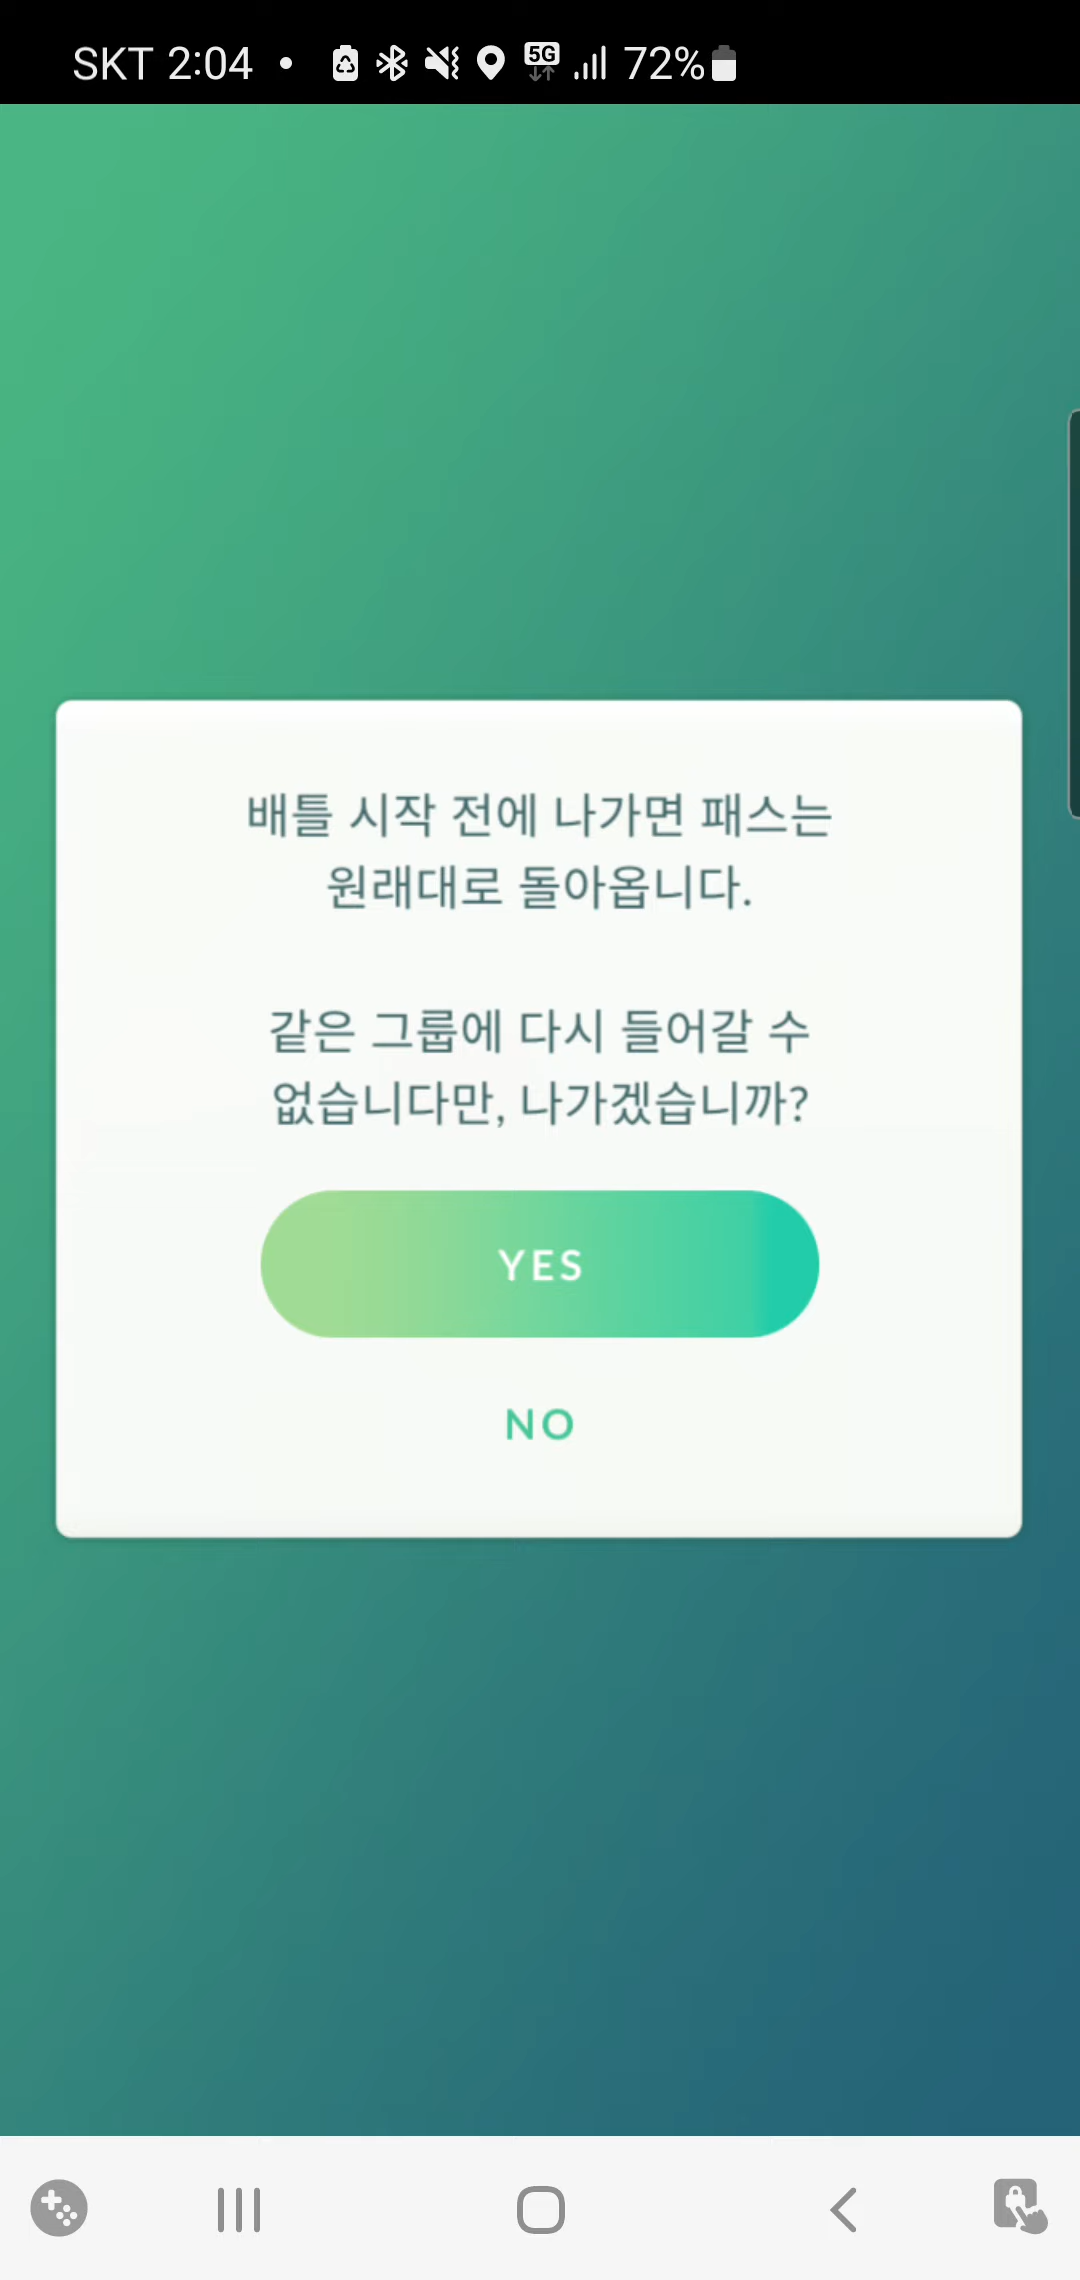 SKT 2:04 • 5G 72%
배틀 시작 전에 나가면 패스는
원래대로 돌아옵니다.
같은 그룹에 다시 들어갈 수
없습니다만, 나가겠습니까?
YES
NO